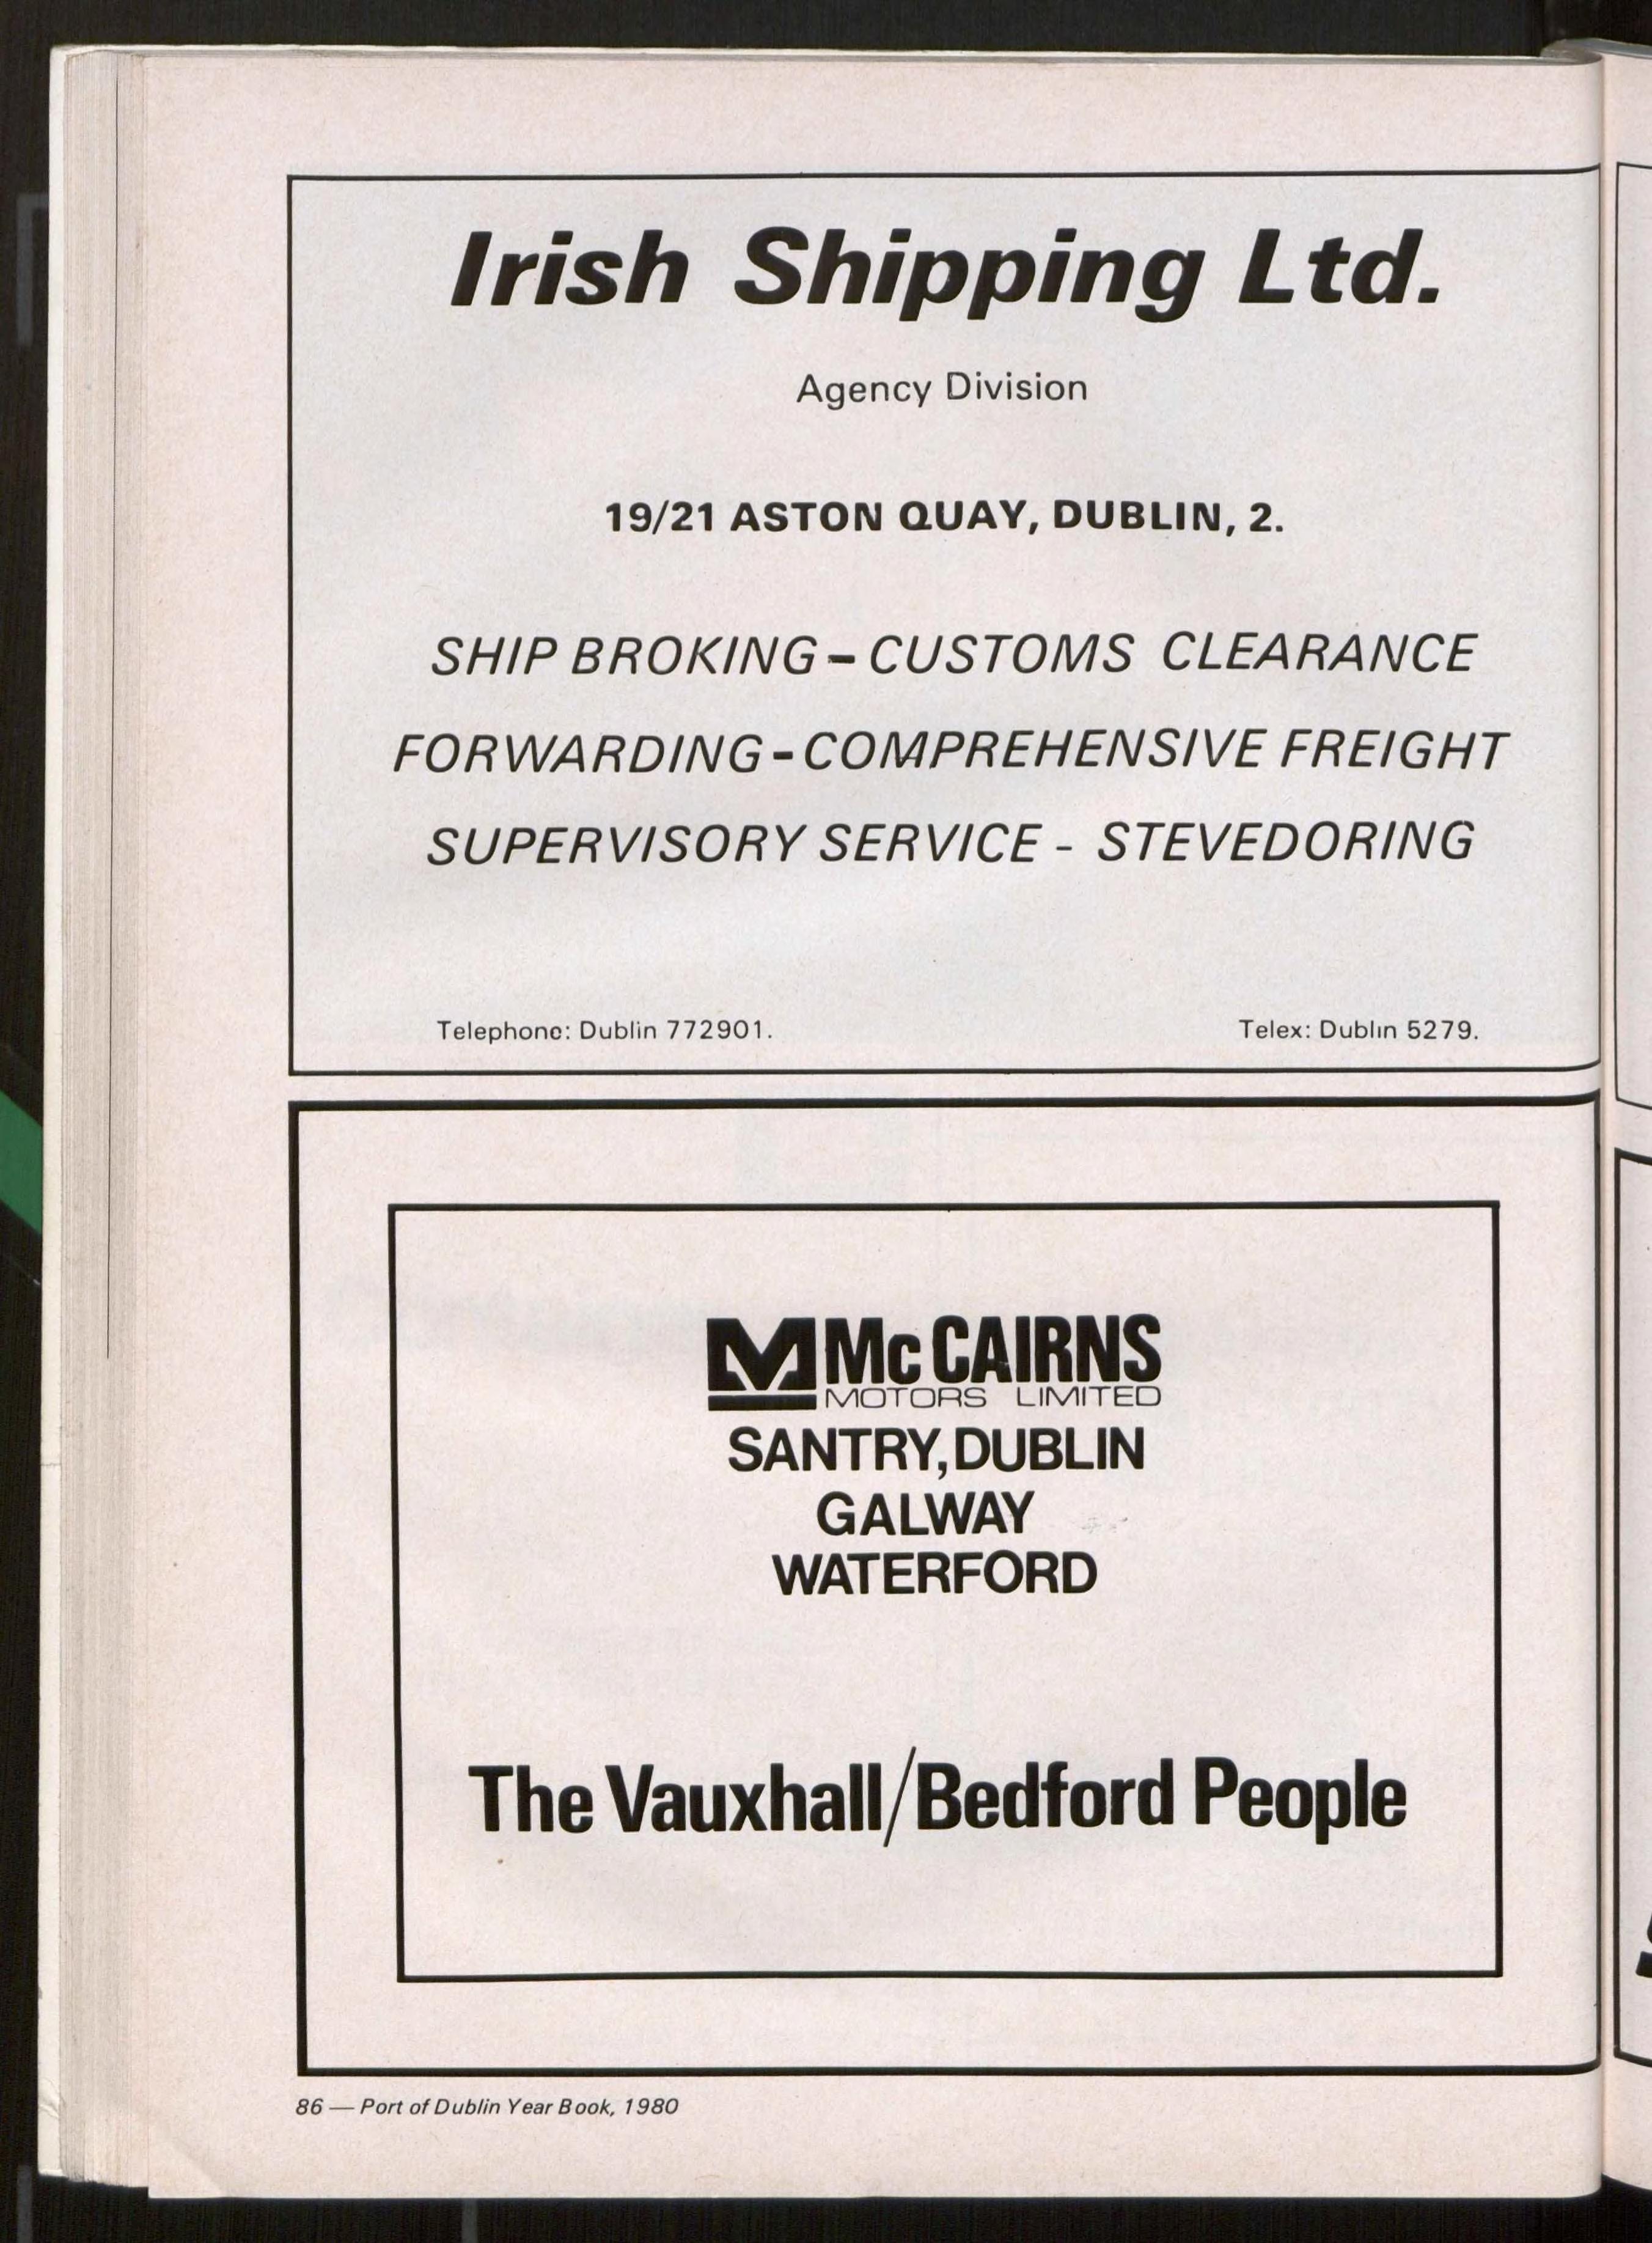 Irish Shipping Ltd.
Agency Division
19/21 ASTON QUAY, DUBLIN, 2.
SHIP BROKING – CUSTOMS CLEARANCE
FORWARDING – COMPREHENSIVE FREIGHT
SUPERVISORY SERVICE - STEVEDORING
Telephone: Dublin 772901. Telex: Dublin 5279.
M McCAIRNS
MOTORS LIMITED
SANTRY, DUBLIN
GALWAY
WATERFORD
The Vauxhall/Bedford People
86 — Port of Dublin Year Book, 1980